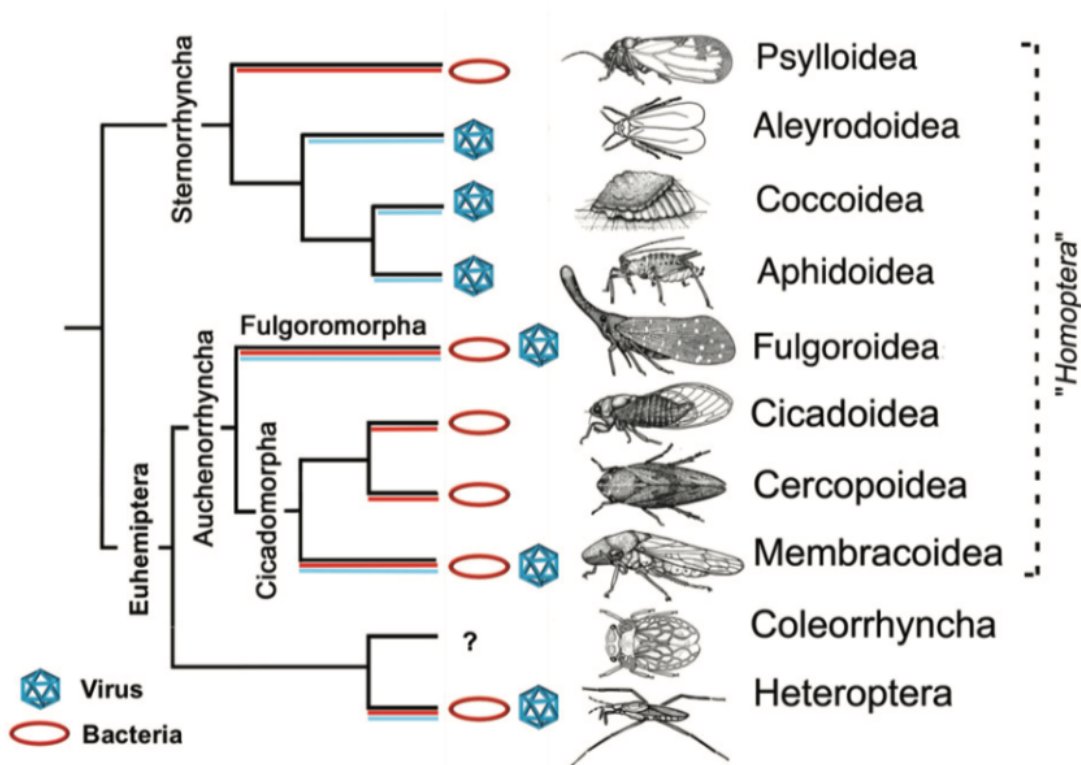 Psylloidea
Aleyrodoidea
Coccoidea
Aphidoidea
Fulgoroidea
Cicadoidea
Cercopoidea
Membracoidea
Coleorrhyncha
Heteroptera
"Homoptera"
Sternorrhyncha
Fulgoromorpha
Auchenorrhyncha
Cicadomorpha
Euhemiptera
?
Virus
Bacteria